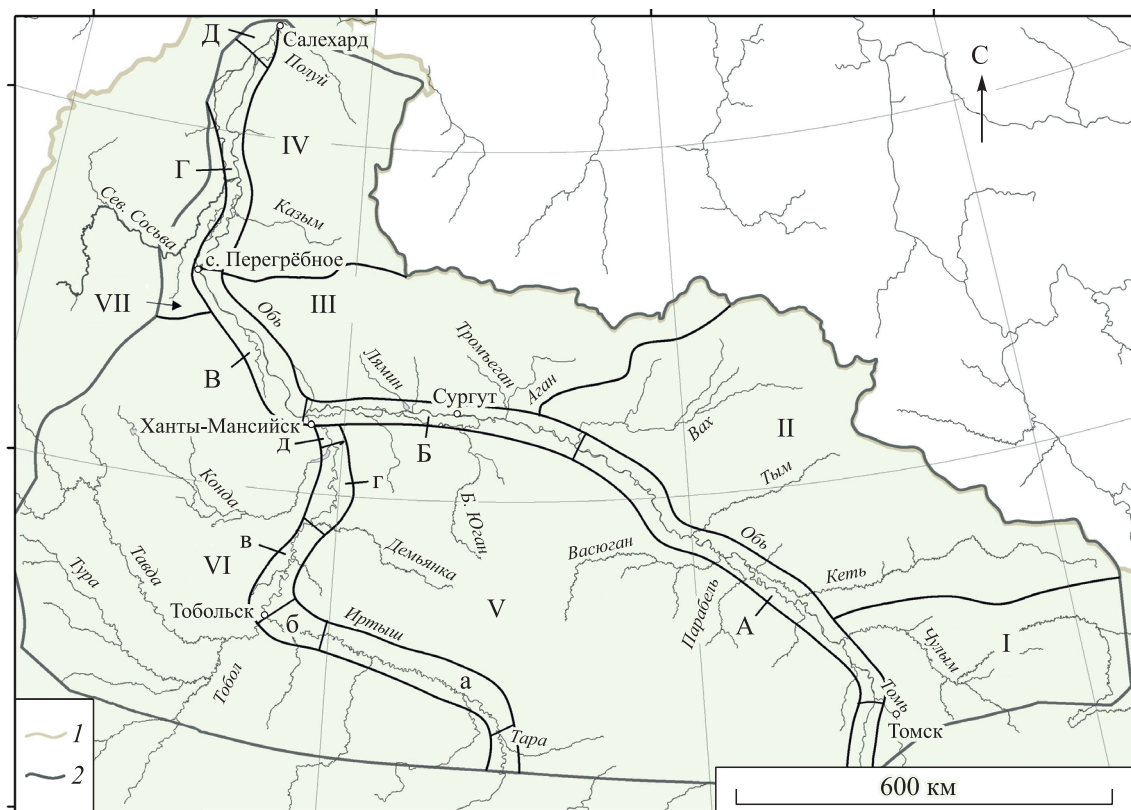 Д
Салехард
С
Полуй
IV
Г
Сев. Сосьва
Казым
с. Перегрёбное
VII
III
Обь
В
Лямин
Тромъеган
Аган
Сургут
Ханты-Мансийск
Вах
II
д
Б
г
Тым
Конда
Б. Юган
Обь
в
Демьянка
Васюган
Тура
Тавда
VI
Кеть
V
Парабель
А
Тобольск
б
Иртыш
Чулым
I
Тобол
а
Томь
1
Тара
Томск
2
600 км